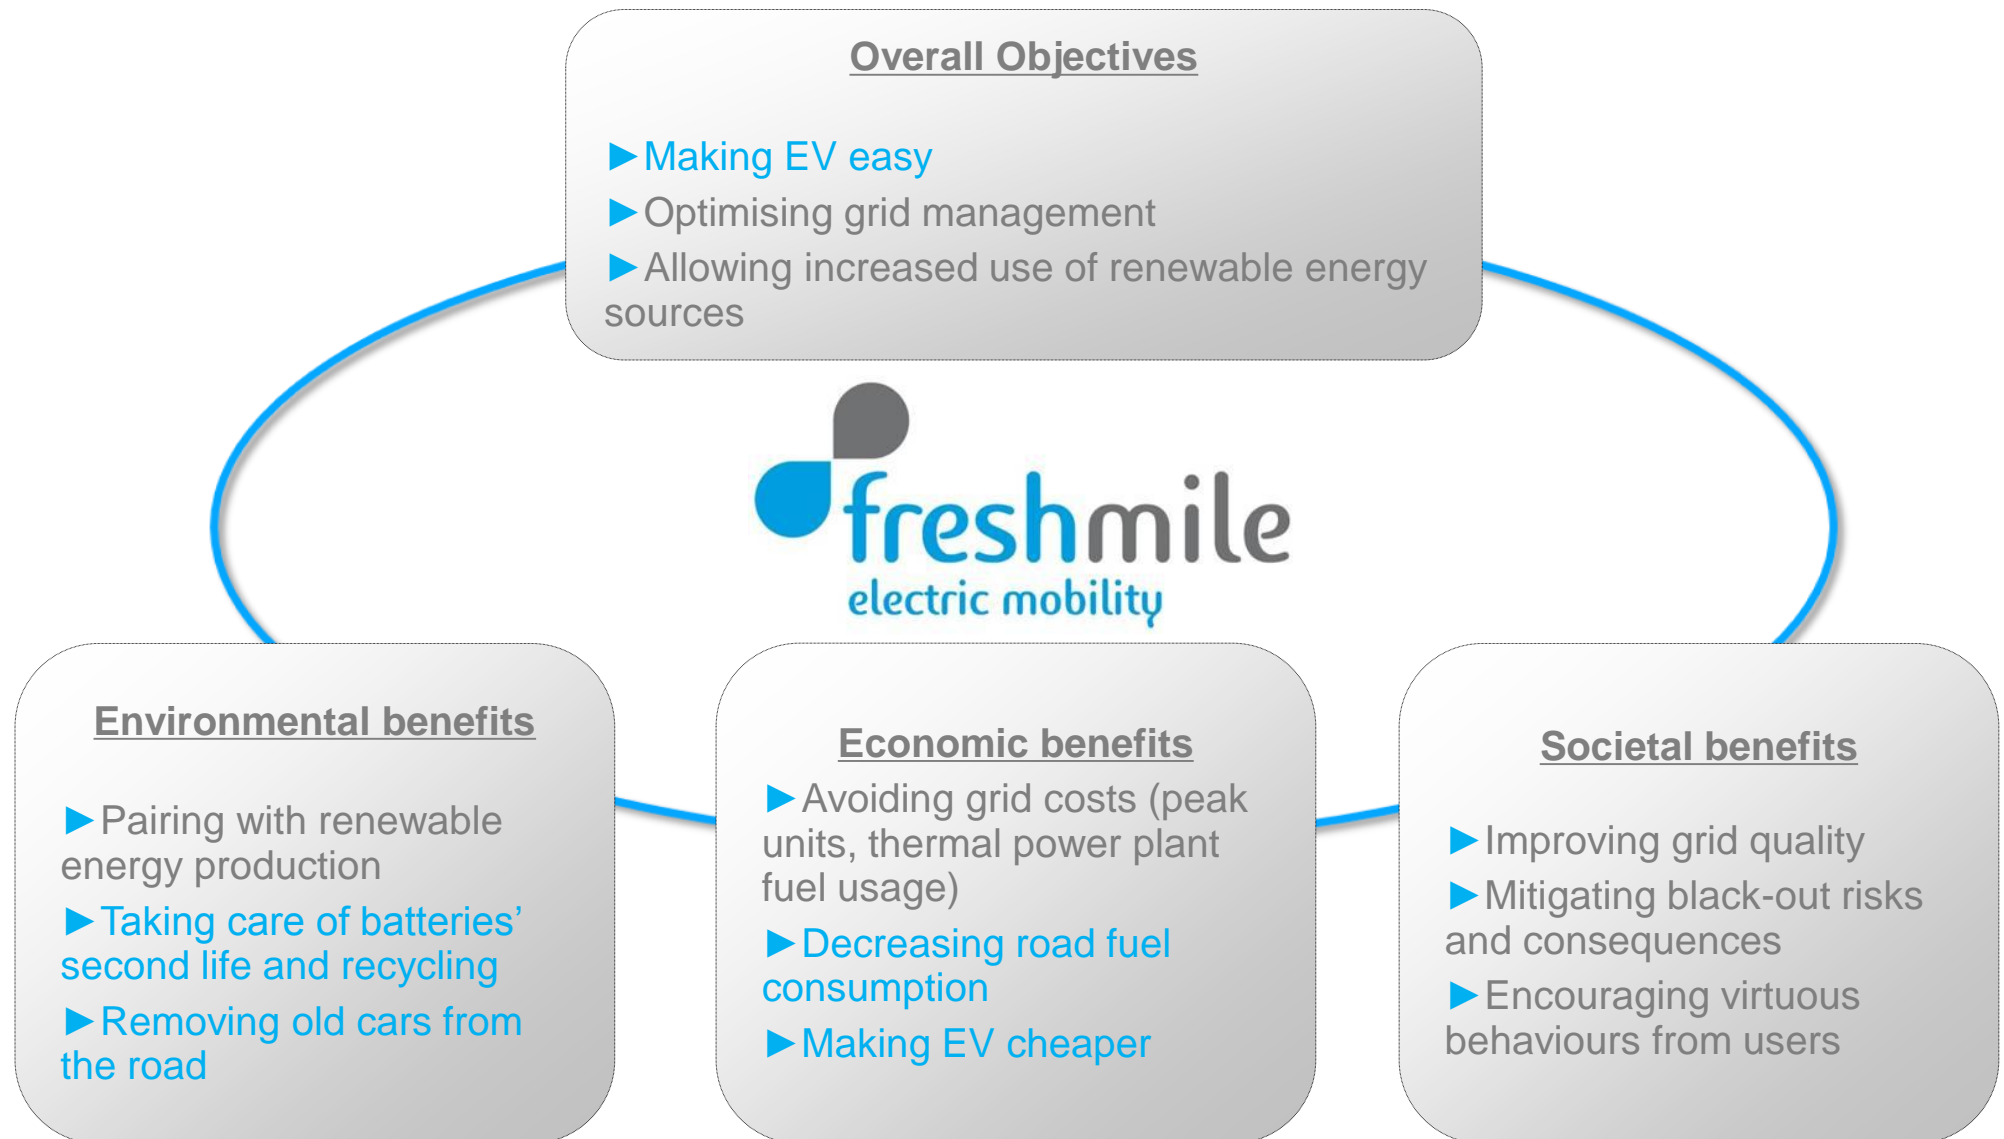 Overall Objectives
►Making EV easy
►Optimising grid management
►Allowing increased use of renewable energy
sources
freshmile
electric mobility
Environmental benefits
►Pairing with renewable
energy production
►Taking care of batteries’
second life and recycling
►Removing old cars from
the road
Economic benefits
►Avoiding grid costs (peak
units, thermal power plant
fuel usage)
►Decreasing road fuel
consumption
►Making EV cheaper
Societal benefits
►Improving grid quality
►Mitigating black-out risks
and consequences
►Encouraging virtuous
behaviours from users